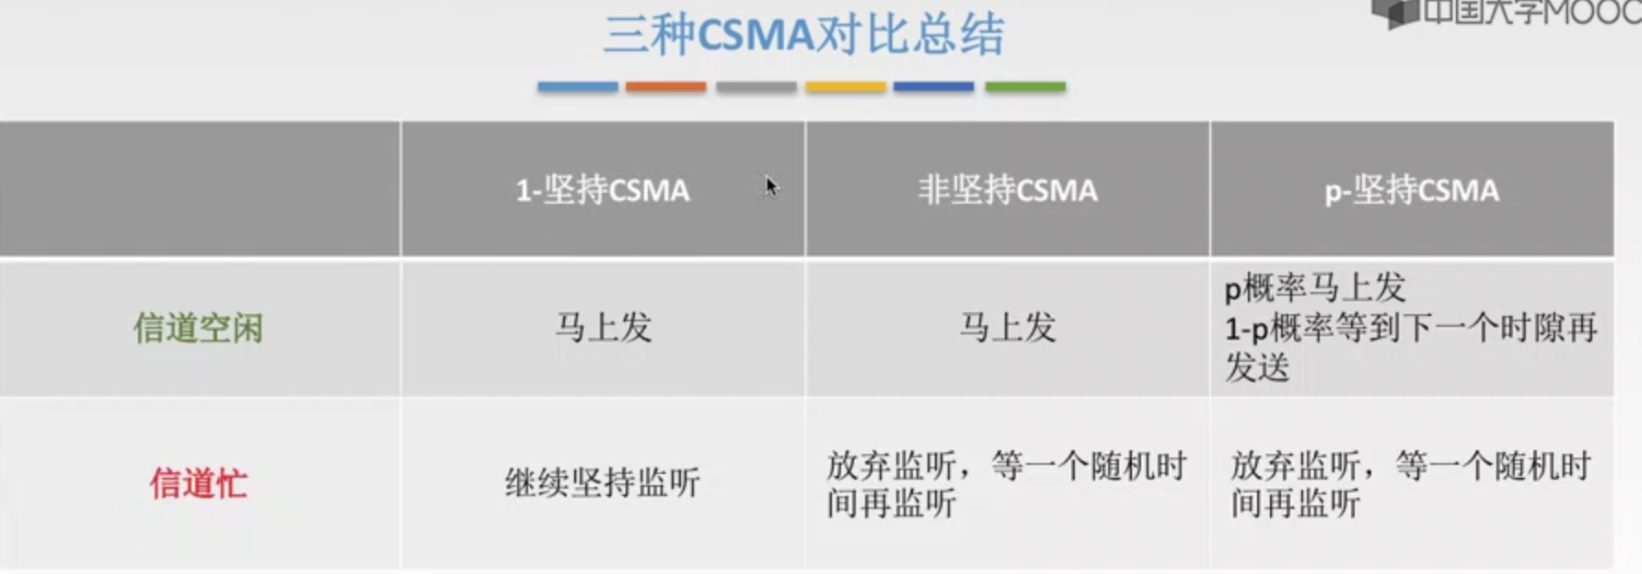 中国大学MOOC
三种CSMA对比总结
1-坚持CSMA
非坚持CSMA
p-坚持CSMA
信道空闲
马上发
马上发
p概率马上发
1-p概率等到下一个时隙再
发送
信道忙
继续坚持监听
放弃监听，等一个随机时
间再监听
放弃监听，等一个随机时
间再监听